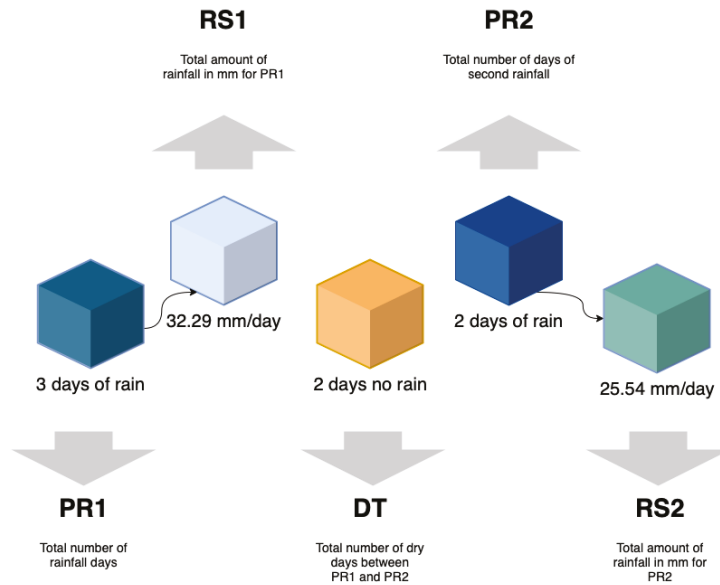 RS1
Total amount of
rainfall in mm for PR1
PR2
Total number of days of
second rainfall
32.29 mm/day
2 days of rain
3 days of rain
2 days no rain
25.54 mm/day
PR1
Total number of
rainfall days
DT
Total number of dry
days between
PR1 and PR2
RS2
Total amount of
rainfall in mm for
PR2